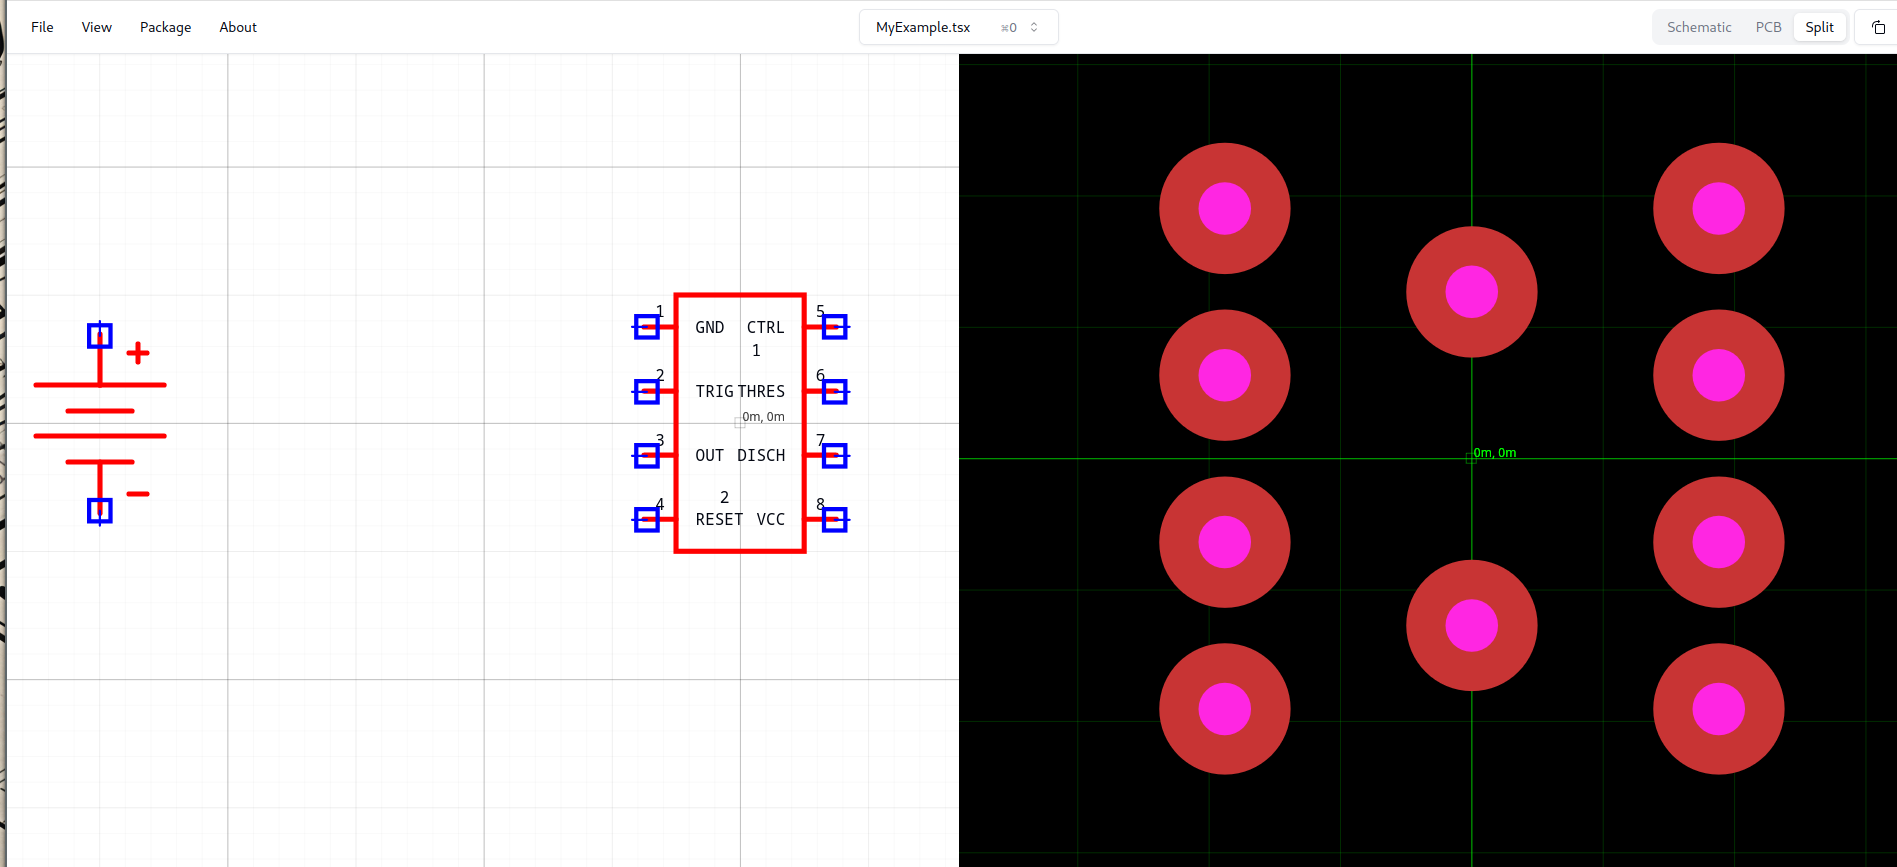 File View Package About MyExample.tsx ⌘0 Schematic PCB Split
1 5
GND CTRL
1
2 6
TRIG THRES
0m, 0m
3 7
OUT DISCH
2
4 8
RESET VCC
0m, 0m